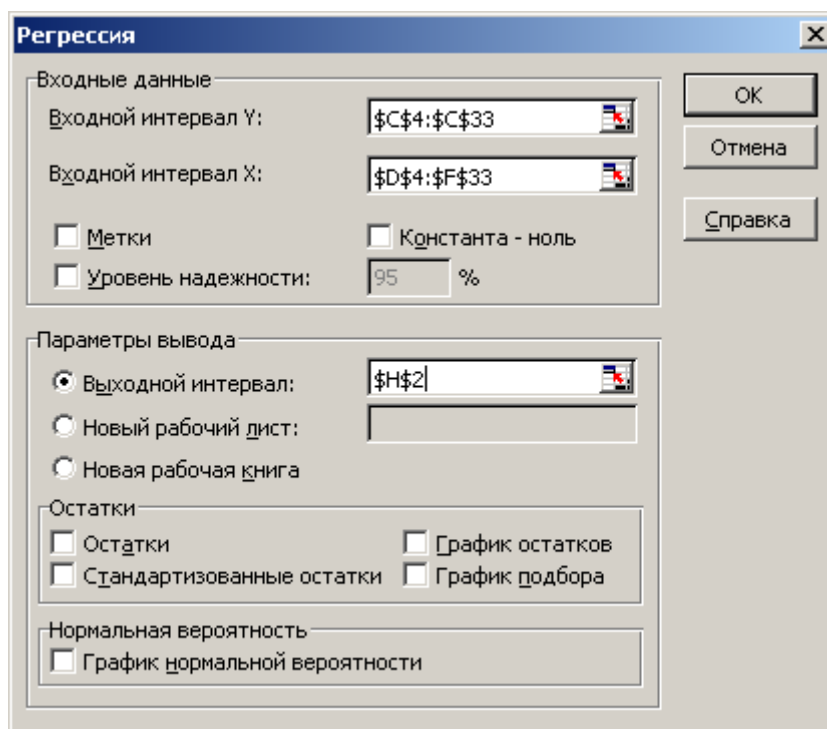 Регрессия
Входные данные
Входной интервал Y: $C$4:$C$33
Входной интервал X: $D$4:$F$33
Метки Константа - ноль
Уровень надежности: 95 %
OK
Отмена
Справка
Параметры вывода
Выходной интервал: $H$2
Новый рабочий лист:
Новая рабочая книга
Остатки
Остатки График остатков
Стандартизованные остатки График подбора
Нормальная вероятность
График нормальной вероятности